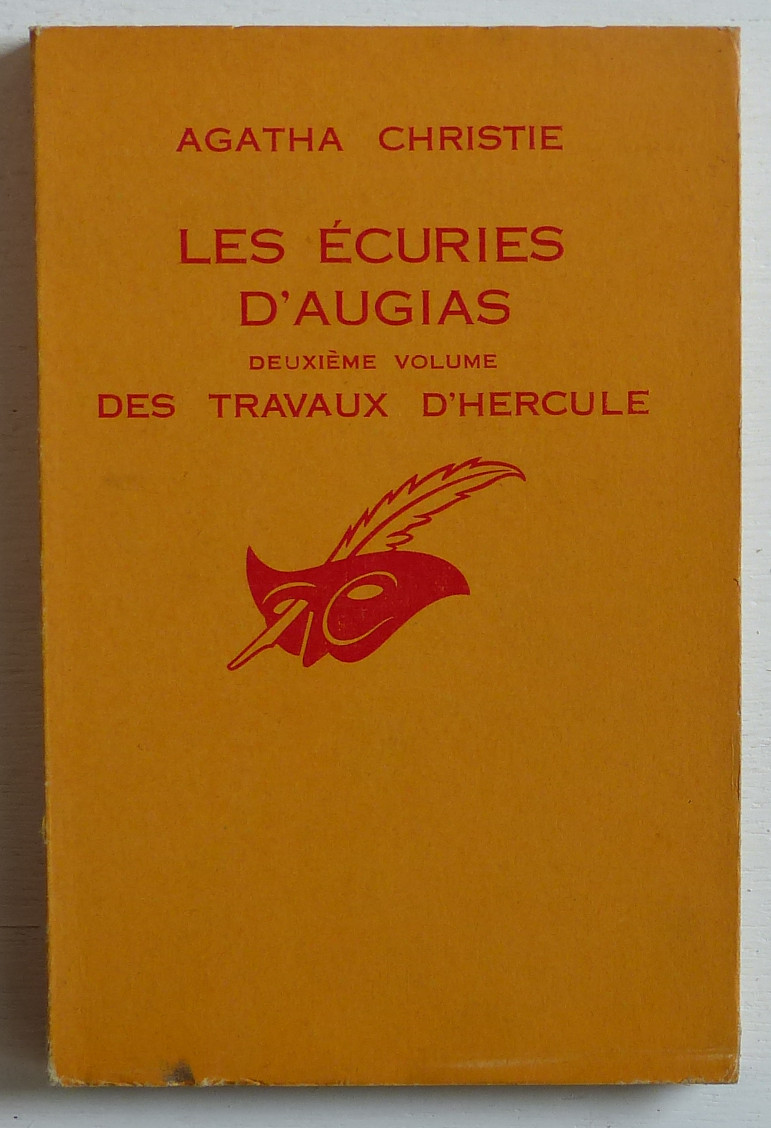 AGATHA CHRISTIE
LES ÉCURIES
D'AUGIAS
DEUXIÈME VOLUME
DES TRAVAUX D'HERCULE